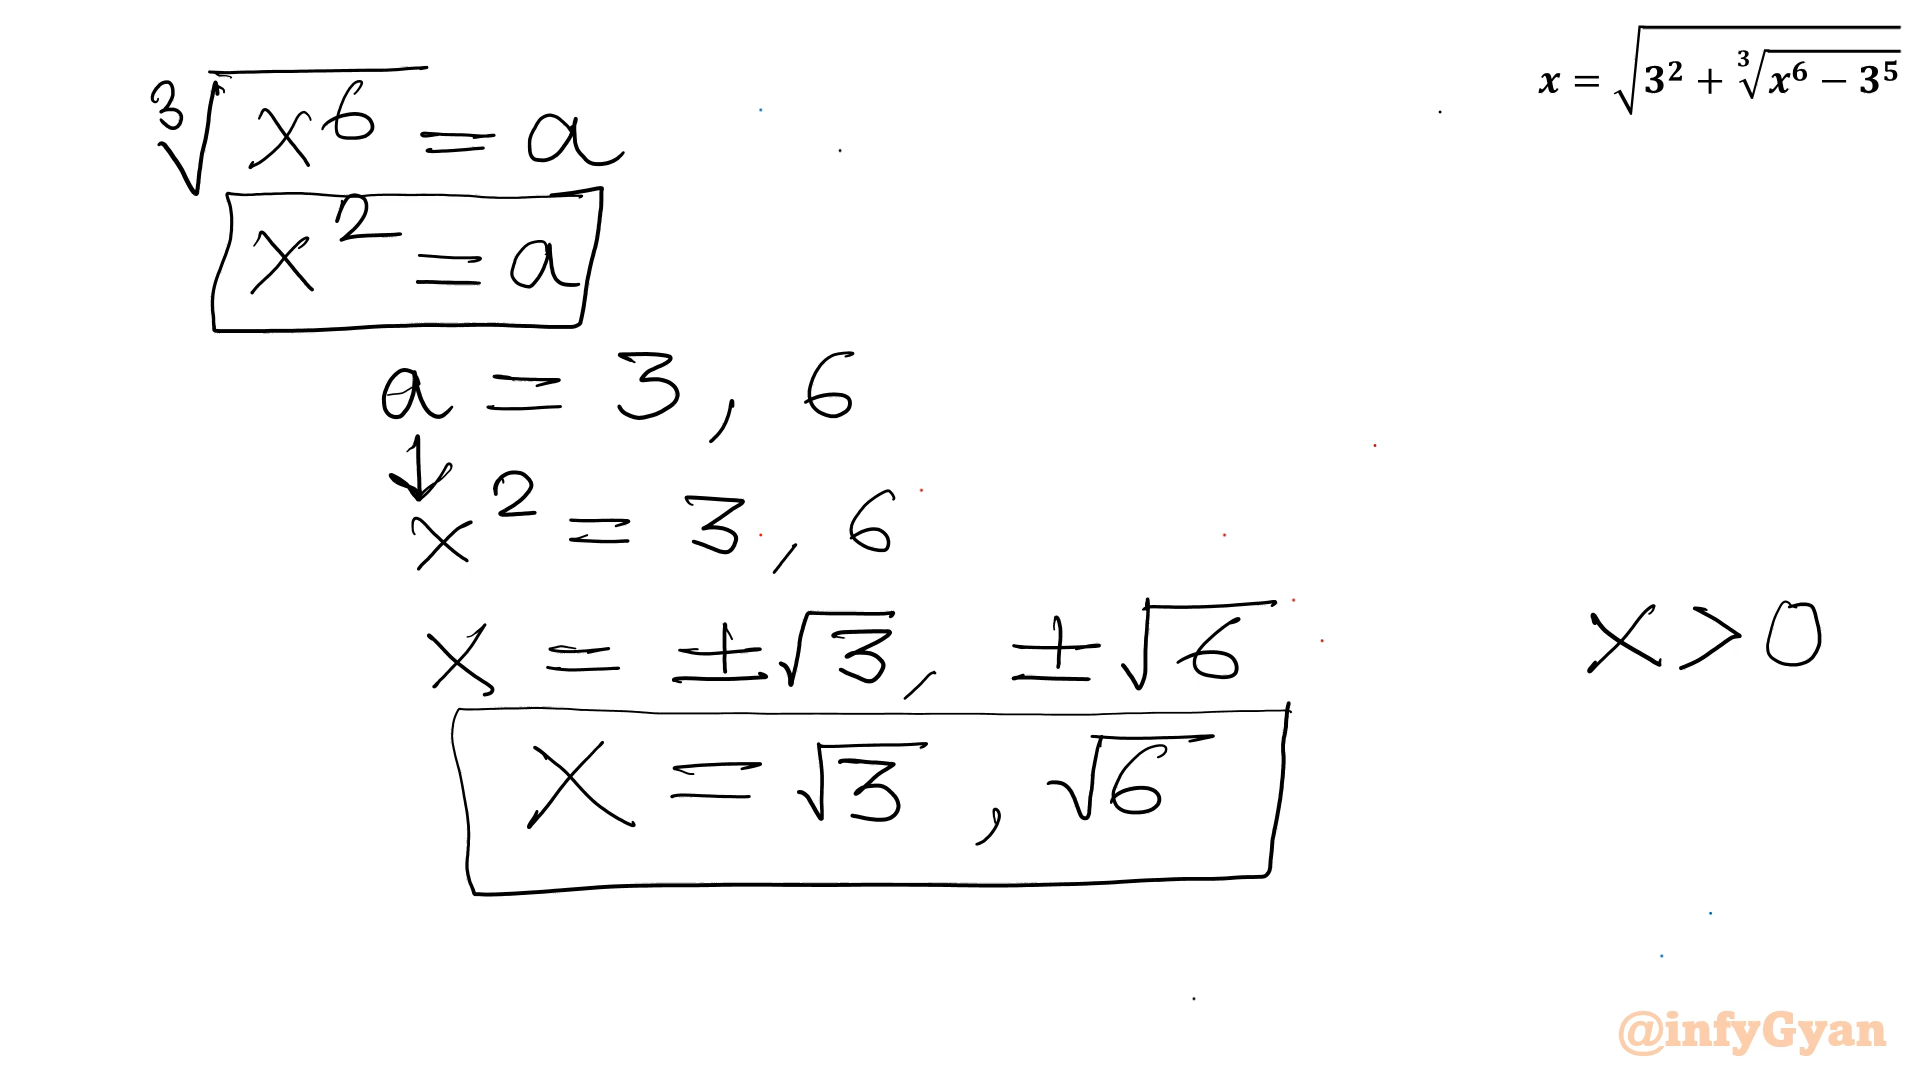 x = √(3² + ∛(x⁶ − 3⁵))
∛(x⁶) = a
x² = a
a = 3, 6
↓
x² = 3, 6
x = ±√3, ±√6
x > 0
x = √3, √6
@infyGyan